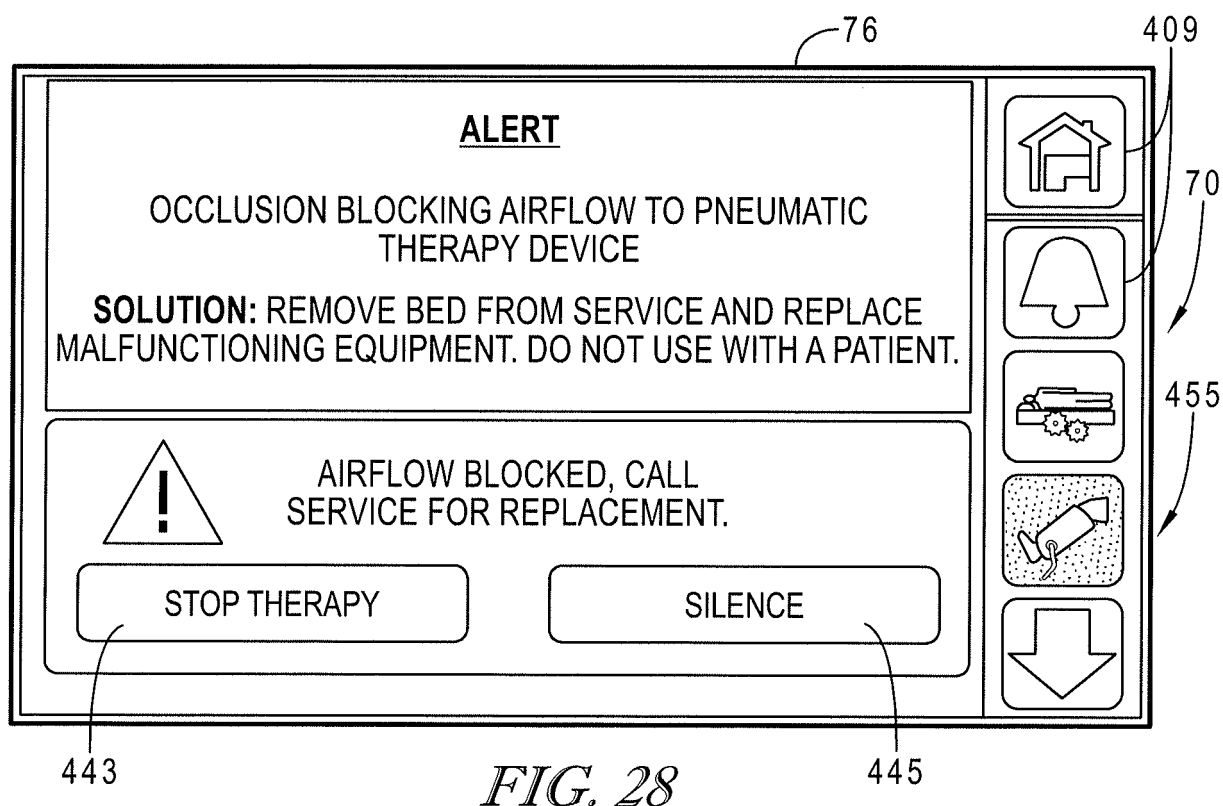 76
409
ALERT
70
OCCLUSION BLOCKING AIRFLOW TO PNEUMATIC
THERAPY DEVICE
SOLUTION: REMOVE BED FROM SERVICE AND REPLACE
MALFUNCTIONING EQUIPMENT. DO NOT USE WITH A PATIENT.
455
!
AIRFLOW BLOCKED, CALL
SERVICE FOR REPLACEMENT.
STOP THERAPY
SILENCE
443
445
FIG. 28